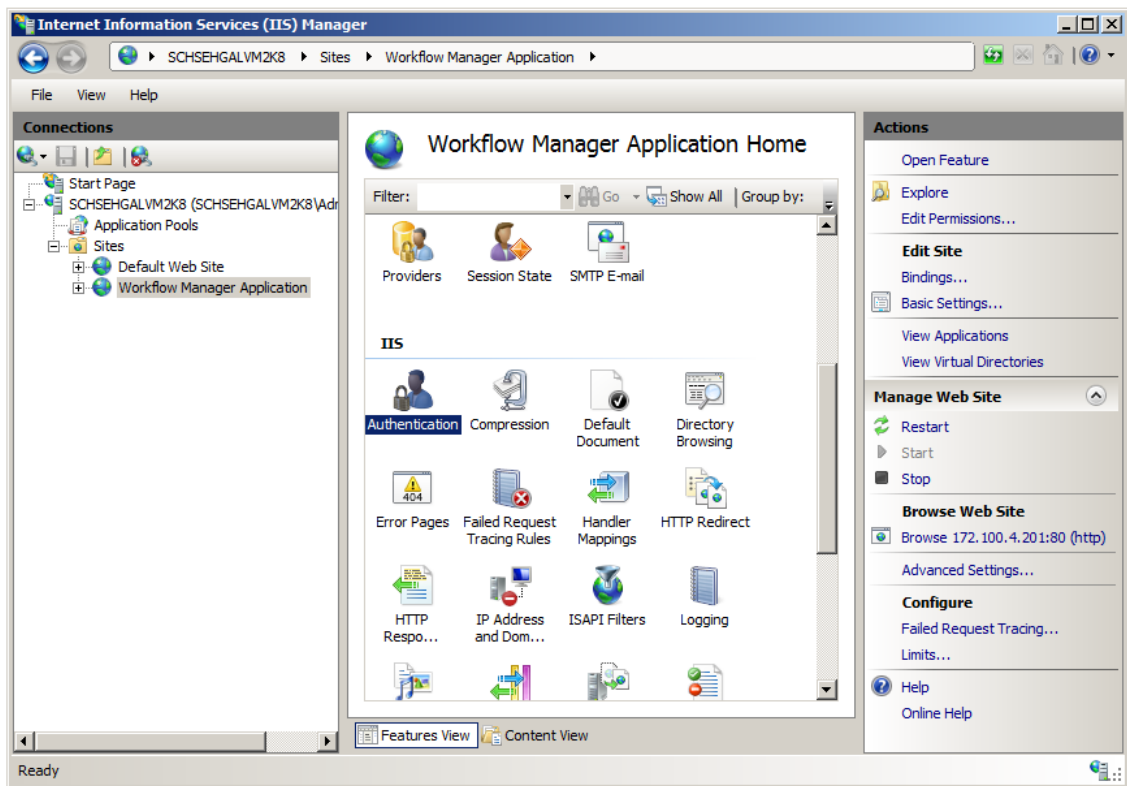 Internet Information Services (IIS) Manager
SCHSEHGALVM2K8 Sites Workflow Manager Application
File View Help
Connections
Start Page
SCHSEHGALVM2K8 (SCHSEHGALVM2K8\Adr
Application Pools
Sites
Default Web Site
Workflow Manager Application
Workflow Manager Application Home
Filter: Go Show All Group by:
Providers Session State SMTP E-mail
IIS
Authentication Compression Default Document Directory Browsing
404
Error Pages Failed Request Tracing Rules Handler Mappings HTTP Redirect
HTTP Respo... IP Address and Dom... ISAPI Filters Logging
Features View Content View
Actions
Open Feature
Explore
Edit Permissions...
Edit Site
Bindings...
Basic Settings...
View Applications
View Virtual Directories
Manage Web Site
Restart
Start
Stop
Browse Web Site
Browse 172.100.4.201:80 (http)
Advanced Settings...
Configure
Failed Request Tracing...
Limits...
Help
Online Help
Ready